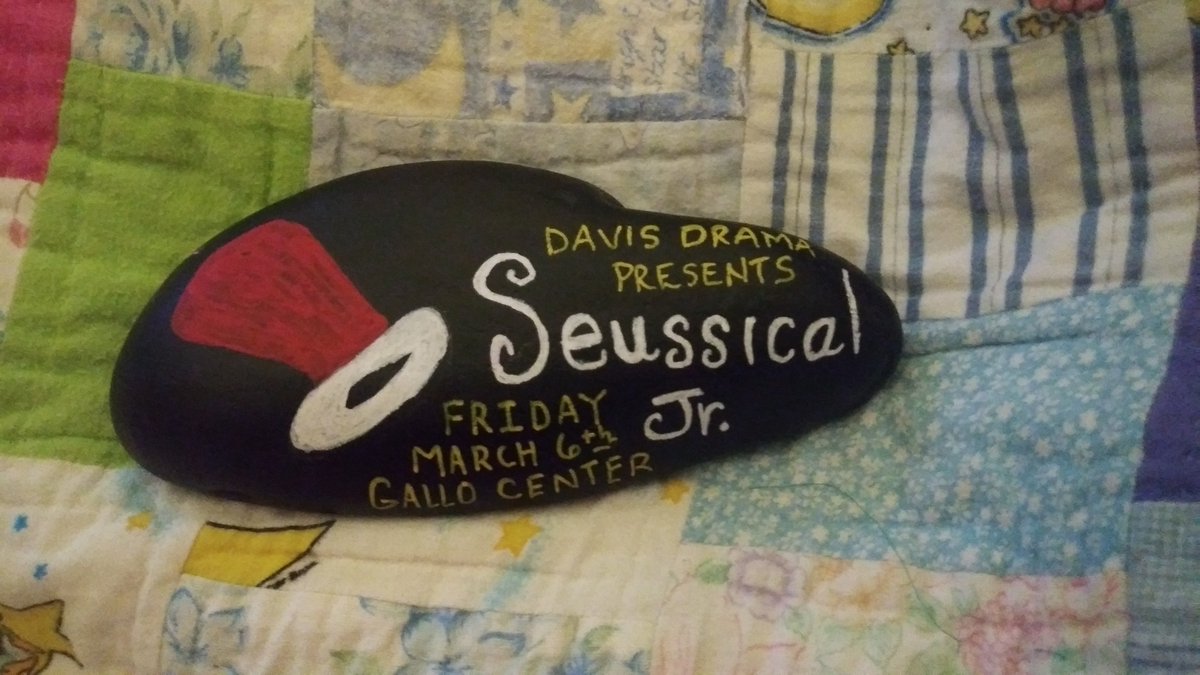 DAVIS DRAMA
PRESENTS
Seussical
Jr.
FRIDAY
MARCH 6th
GALLO CENTER